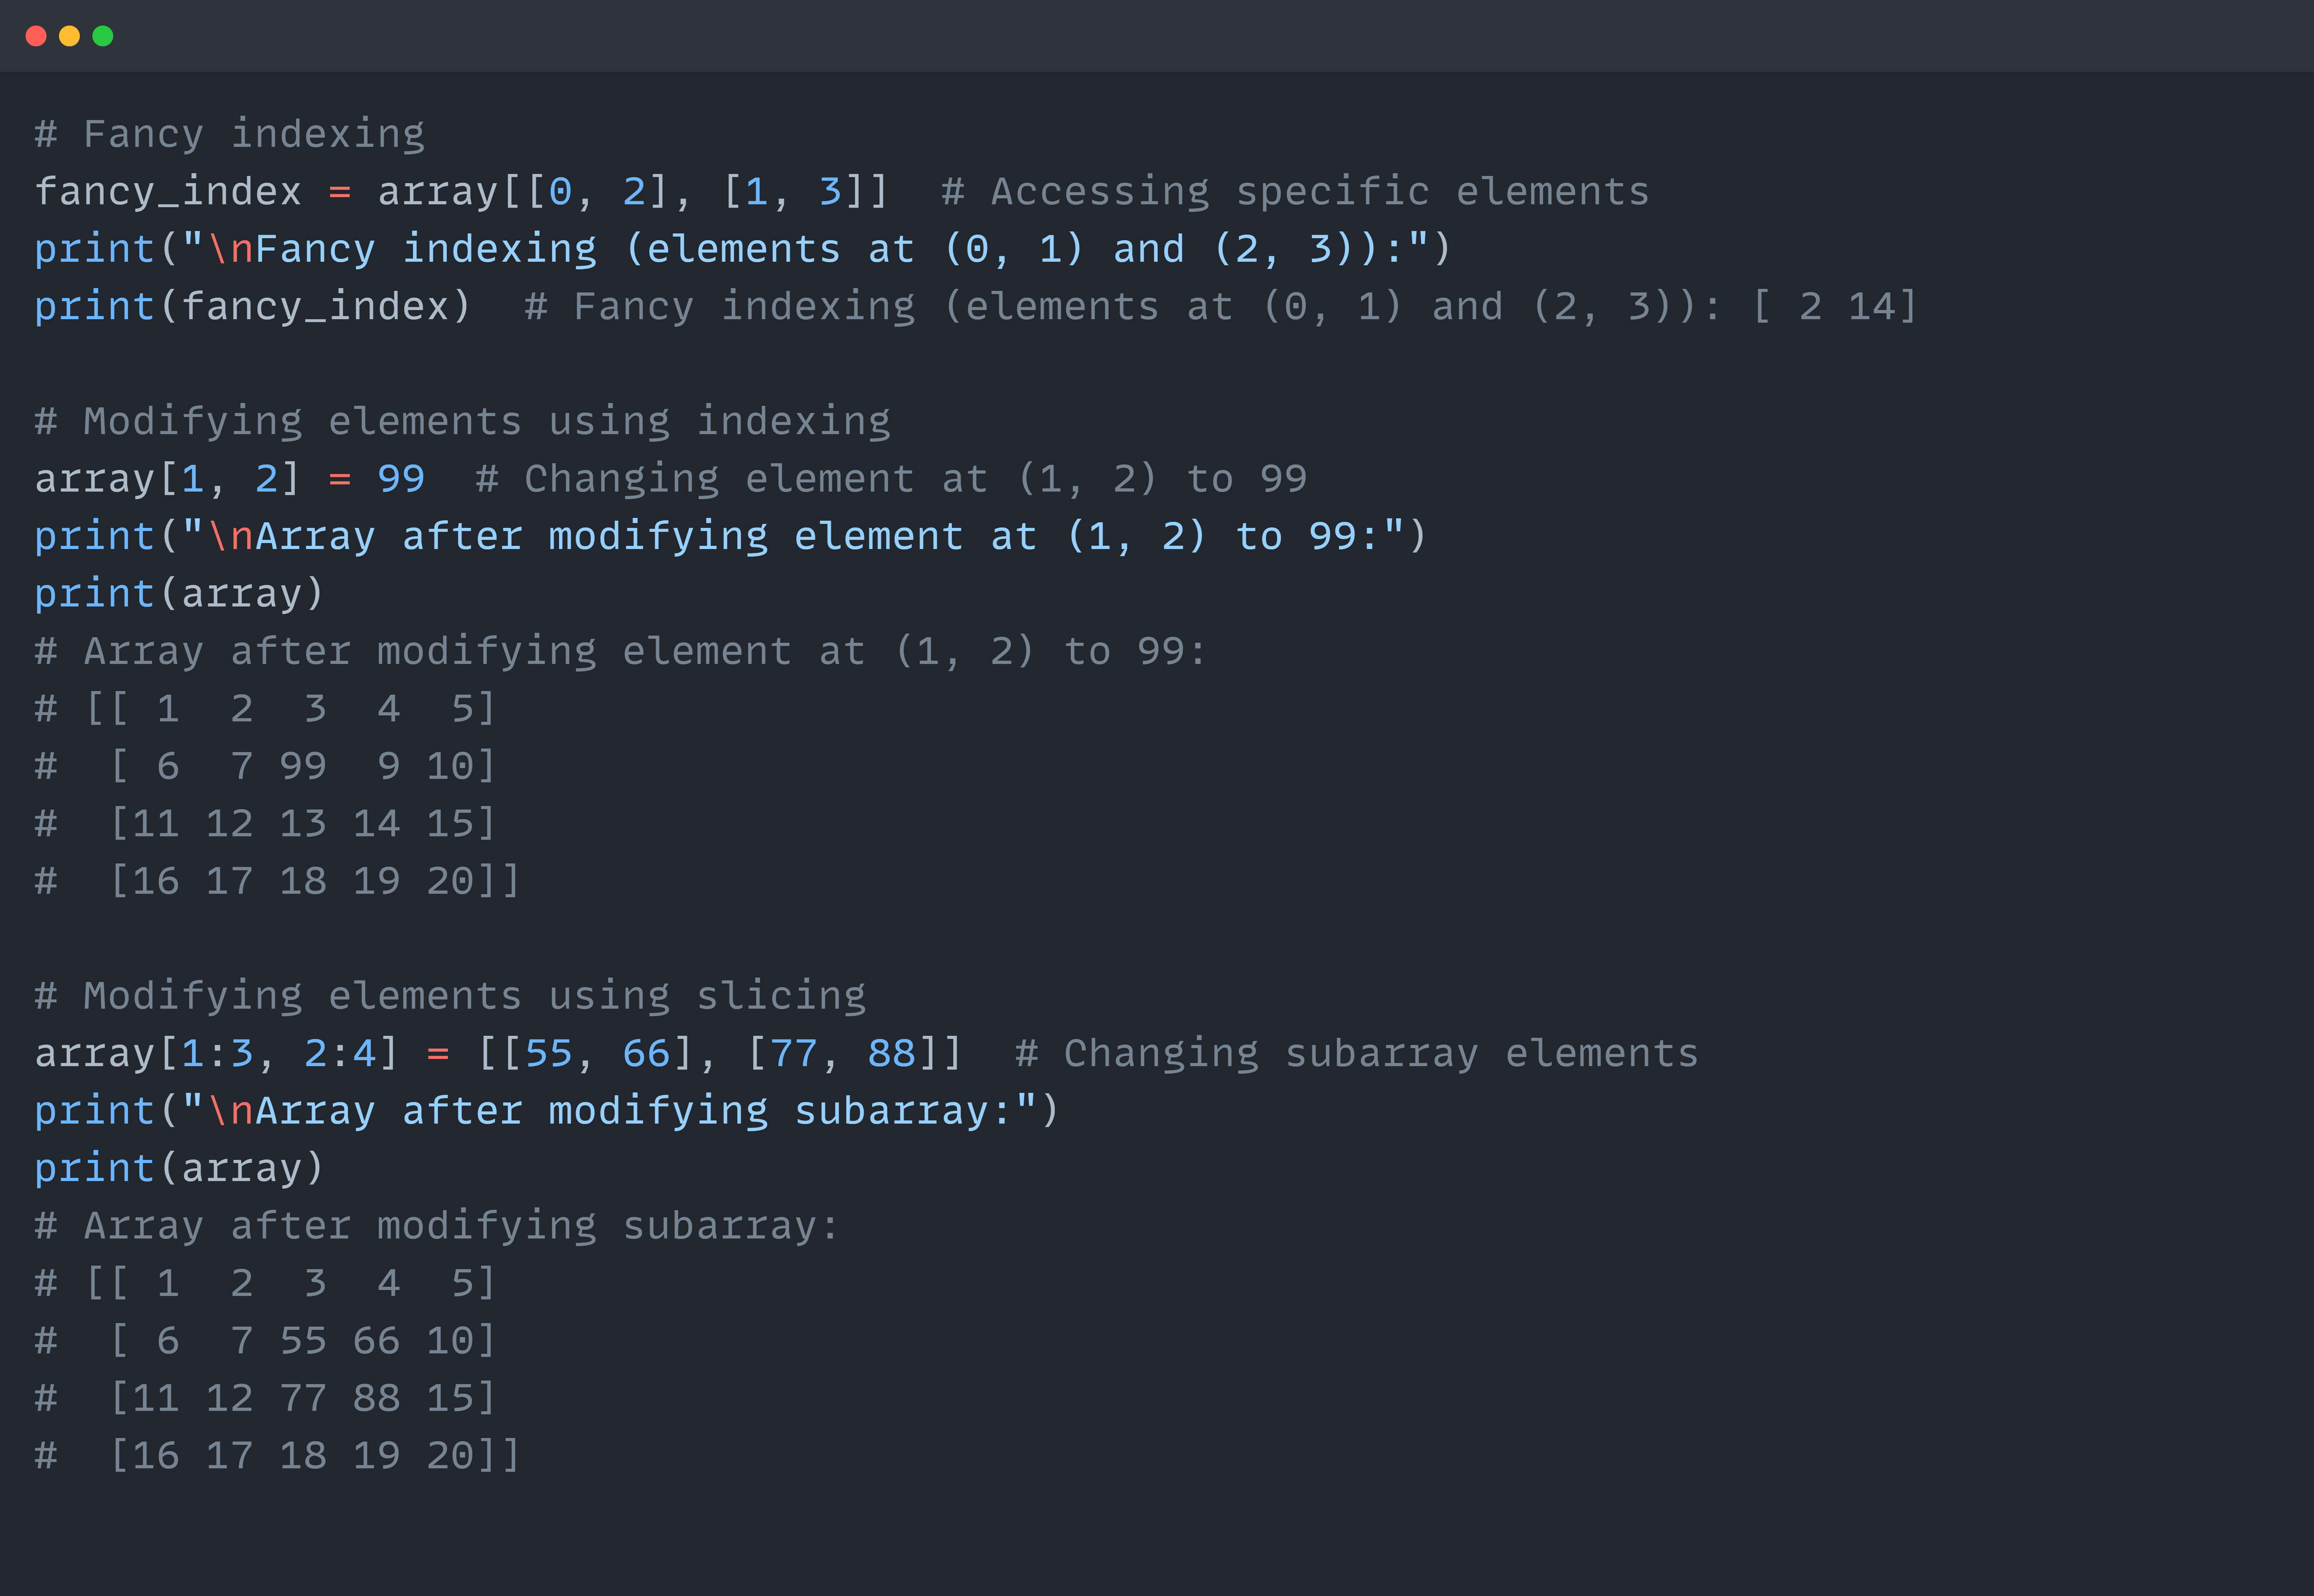 # Fancy indexing
fancy_index = array[[0, 2], [1, 3]]  # Accessing specific elements
print("\nFancy indexing (elements at (0, 1) and (2, 3)):")
print(fancy_index)  # Fancy indexing (elements at (0, 1) and (2, 3)): [ 2 14]

# Modifying elements using indexing
array[1, 2] = 99  # Changing element at (1, 2) to 99
print("\nArray after modifying element at (1, 2) to 99:")
print(array)
# Array after modifying element at (1, 2) to 99:
# [[ 1  2  3  4  5]
#  [ 6  7 99  9 10]
#  [11 12 13 14 15]
#  [16 17 18 19 20]]

# Modifying elements using slicing
array[1:3, 2:4] = [[55, 66], [77, 88]]  # Changing subarray elements
print("\nArray after modifying subarray:")
print(array)
# Array after modifying subarray:
# [[ 1  2  3  4  5]
#  [ 6  7 55 66 10]
#  [11 12 77 88 15]
#  [16 17 18 19 20]]